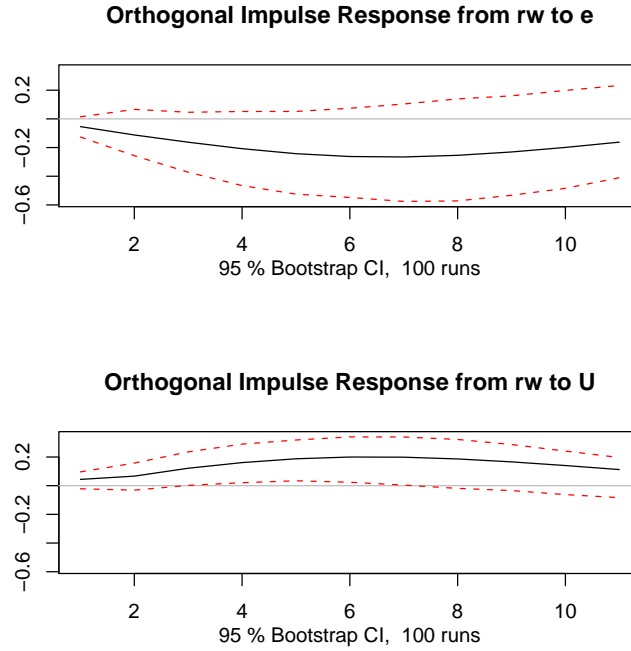 Orthogonal Impulse Response from rw to e
0.2
−0.2
−0.6
2 4 6 8 10
95 % Bootstrap CI, 100 runs
Orthogonal Impulse Response from rw to U
0.2
−0.2
−0.6
2 4 6 8 10
95 % Bootstrap CI, 100 runs